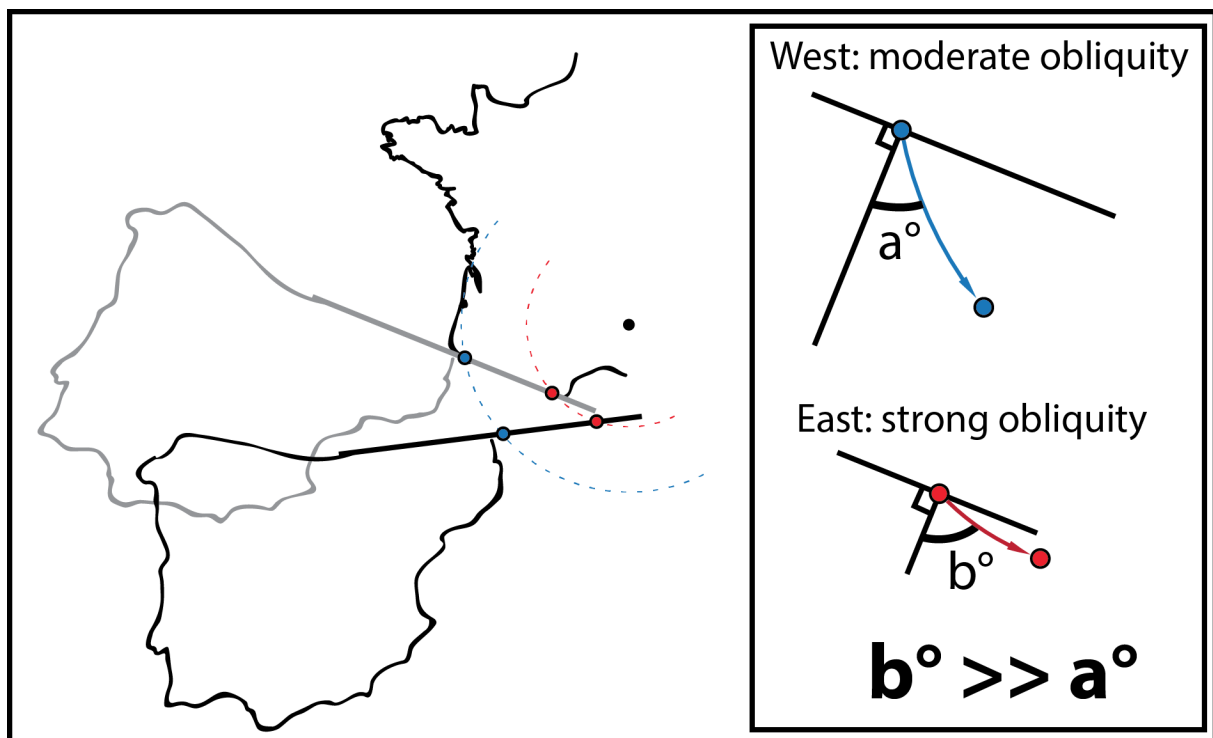 West: moderate obliquity
a°
East: strong obliquity
b°
b° >> a°